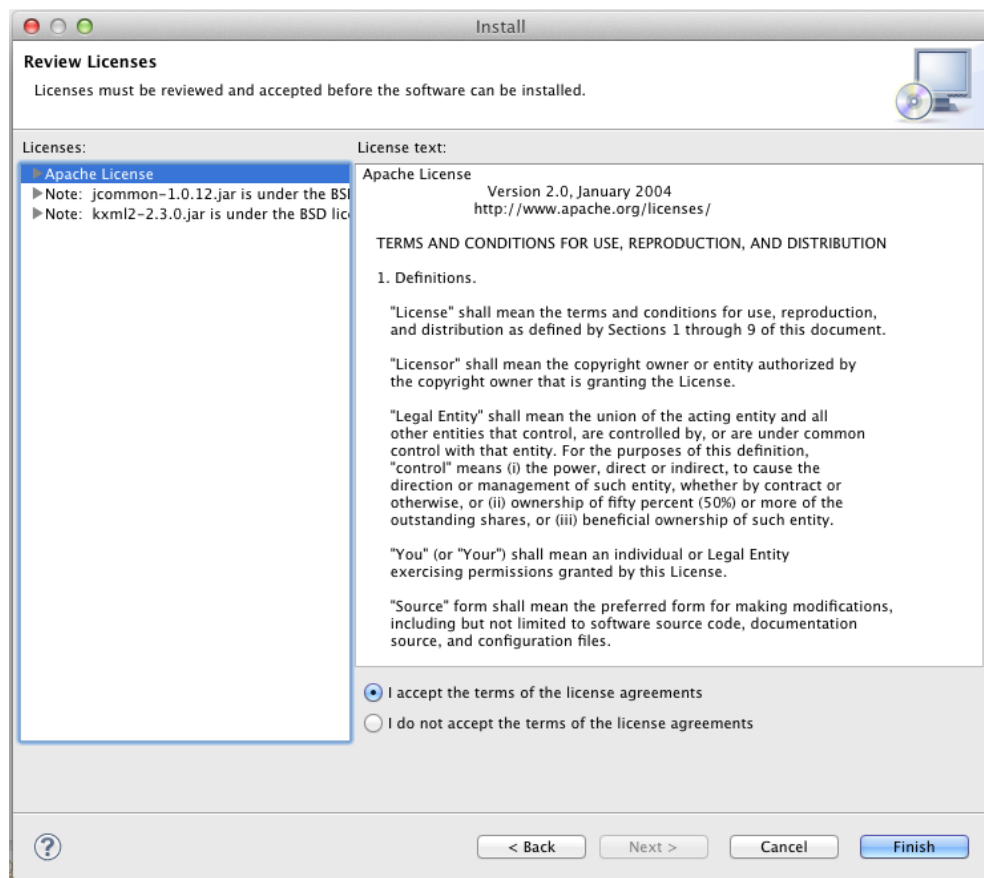 Install
Review Licenses
Licenses must be reviewed and accepted before the software can be installed.
Licenses:
Apache License
Note: jcommon-1.0.12.jar is under the BSI
Note: kxml2-2.3.0.jar is under the BSD lic
License text:
Apache License
Version 2.0, January 2004
http://www.apache.org/licenses/
TERMS AND CONDITIONS FOR USE, REPRODUCTION, AND DISTRIBUTION
1. Definitions.
"License" shall mean the terms and conditions for use, reproduction,
and distribution as defined by Sections 1 through 9 of this document.
"Licensor" shall mean the copyright owner or entity authorized by
the copyright owner that is granting the License.
"Legal Entity" shall mean the union of the acting entity and all
other entities that control, are controlled by, or are under common
control with that entity. For the purposes of this definition,
"control" means (i) the power, direct or indirect, to cause the
direction or management of such entity, whether by contract or
otherwise, or (ii) ownership of fifty percent (50%) or more of the
outstanding shares, or (iii) beneficial ownership of such entity.
"You" (or "Your") shall mean an individual or Legal Entity
exercising permissions granted by this License.
"Source" form shall mean the preferred form for making modifications,
including but not limited to software source code, documentation
source, and configuration files.
I accept the terms of the license agreements
I do not accept the terms of the license agreements
?
< Back
Next >
Cancel
Finish